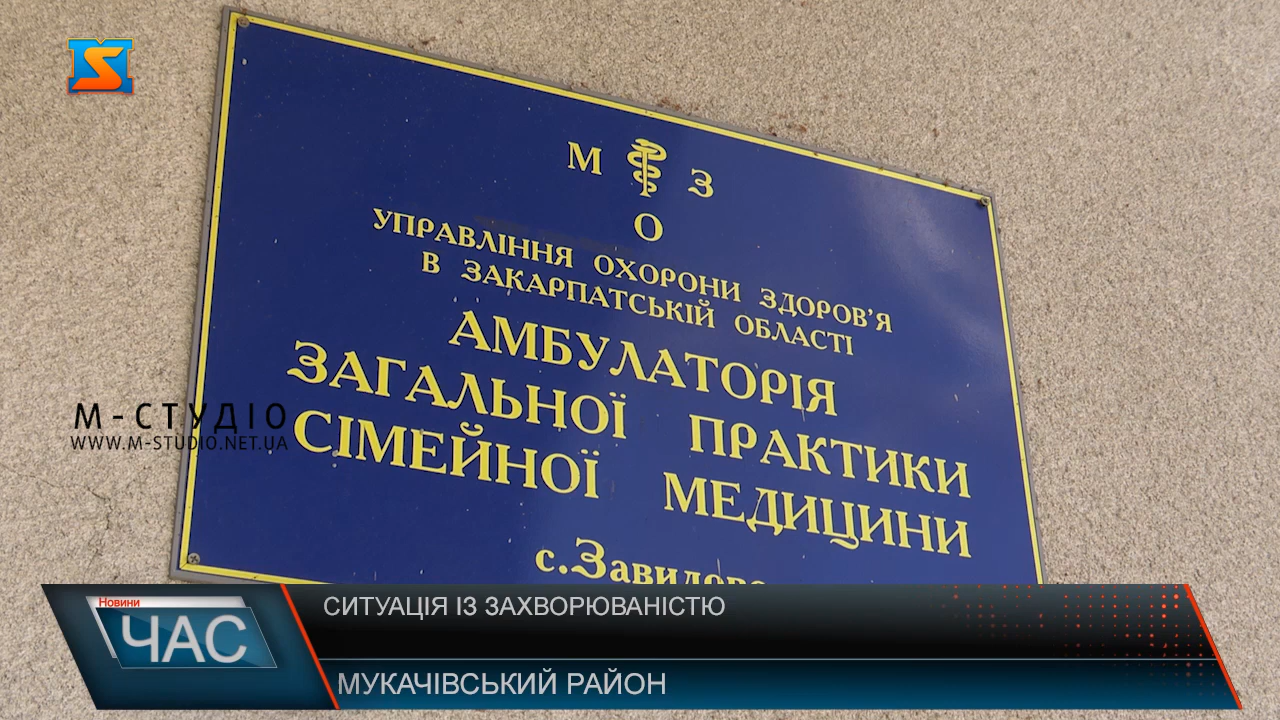 М З
О
УПРАВЛІННЯ ОХОРОНИ ЗДОРОВ'Я
В ЗАКАРПАТСЬКІЙ ОБЛАСТІ
АМБУЛАТОРІЯ
ЗАГАЛЬНОЇ ПРАКТИКИ
СІМЕЙНОЇ МЕДИЦИНИ
с.Завидово
М-СТУДІО
WWW.M-STUDIO.NET.UA
Новини
ЧАС
СИТУАЦІЯ ІЗ ЗАХВОРЮВАНІСТЮ
МУКАЧІВСЬКИЙ РАЙОН